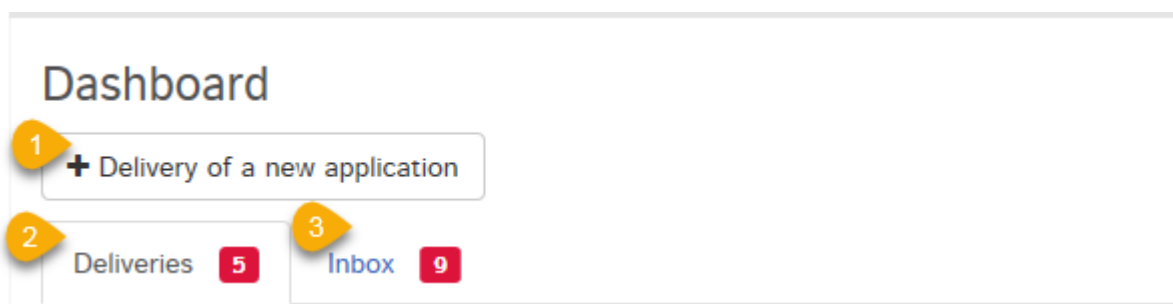 Dashboard
1
+ Delivery of a new application
2 3
Deliveries 5 Inbox 9